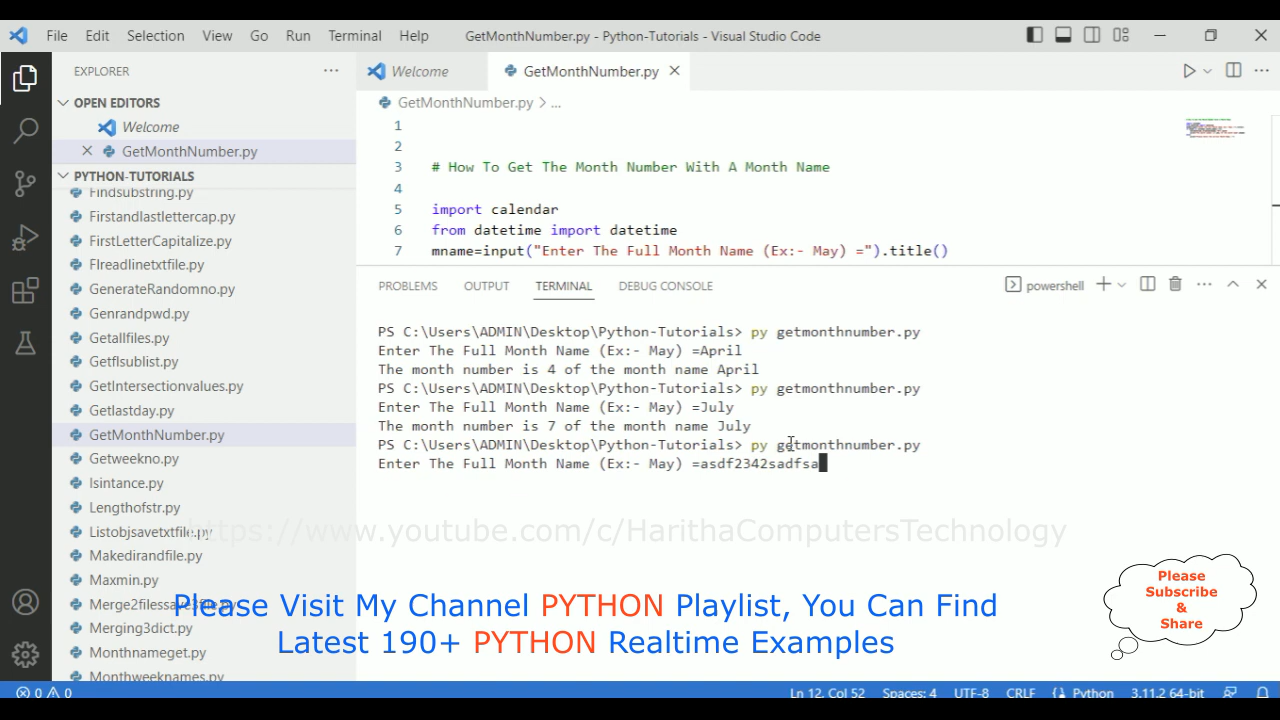 File Edit Selection View Go Run Terminal Help GetMonthNumber.py - Python-Tutorials - Visual Studio Code
EXPLORER
OPEN EDITORS
Welcome
GetMonthNumber.py
PYTHON-TUTORIALS
Findsubstring.py
Firstandlastlettercap.py
FirstLetterCapitalize.py
Flreadlinetxtfile.py
GenerateRandomno.py
Genrandpwd.py
Getallfiles.py
Getflsublist.py
GetIntersectionvalues.py
Getlastday.py
GetMonthNumber.py
Getweekno.py
Isintance.py
Lengthofstr.py
Listobjsavetxtfile.py
Makedirandfile.py
Maxmin.py
Merge2filessave3file.py
Merging3dict.py
Monthnameget.py
Monthweeknames.py
Welcome GetMonthNumber.py
GetMonthNumber.py > ...
1
2
3 # How To Get The Month Number With A Month Name
4
5 import calendar
6 from datetime import datetime
7 mname=input("Enter The Full Month Name (Ex:- May) =").title()
PROBLEMS OUTPUT TERMINAL DEBUG CONSOLE powershell
PS C:\Users\ADMIN\Desktop\Python-Tutorials> py getmonthnumber.py
Enter The Full Month Name (Ex:- May) =April
The month number is 4 of the month name April
PS C:\Users\ADMIN\Desktop\Python-Tutorials> py getmonthnumber.py
Enter The Full Month Name (Ex:- May) =July
The month number is 7 of the month name July
PS C:\Users\ADMIN\Desktop\Python-Tutorials> py getmonthnumber.py
Enter The Full Month Name (Ex:- May) =asdf2342sadfsa
https://www.youtube.com/c/HarithaComputersTechnology
Please Visit My Channel PYTHON Playlist, You Can Find
Latest 190+ PYTHON Realtime Examples
Please
Subscribe
&
Share
0 0 Ln 12, Col 52 Spaces: 4 UTF-8 CRLF Python 3.11.2 64-bit